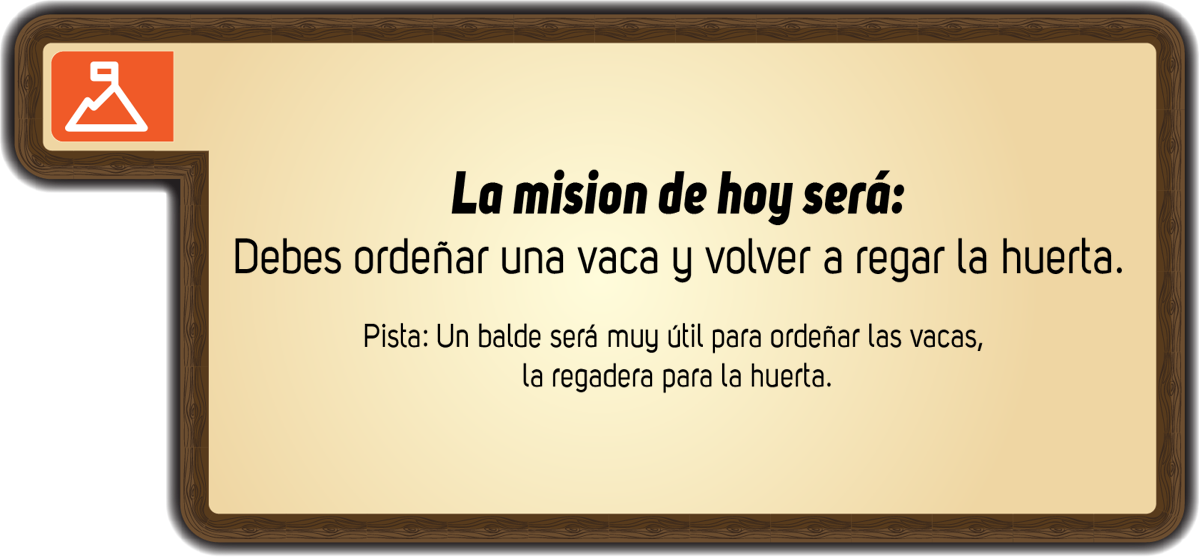 La mision de hoy será:
Debes ordeñar una vaca y volver a regar la huerta.
Pista: Un balde será muy útil para ordeñar las vacas,
la regadera para la huerta.